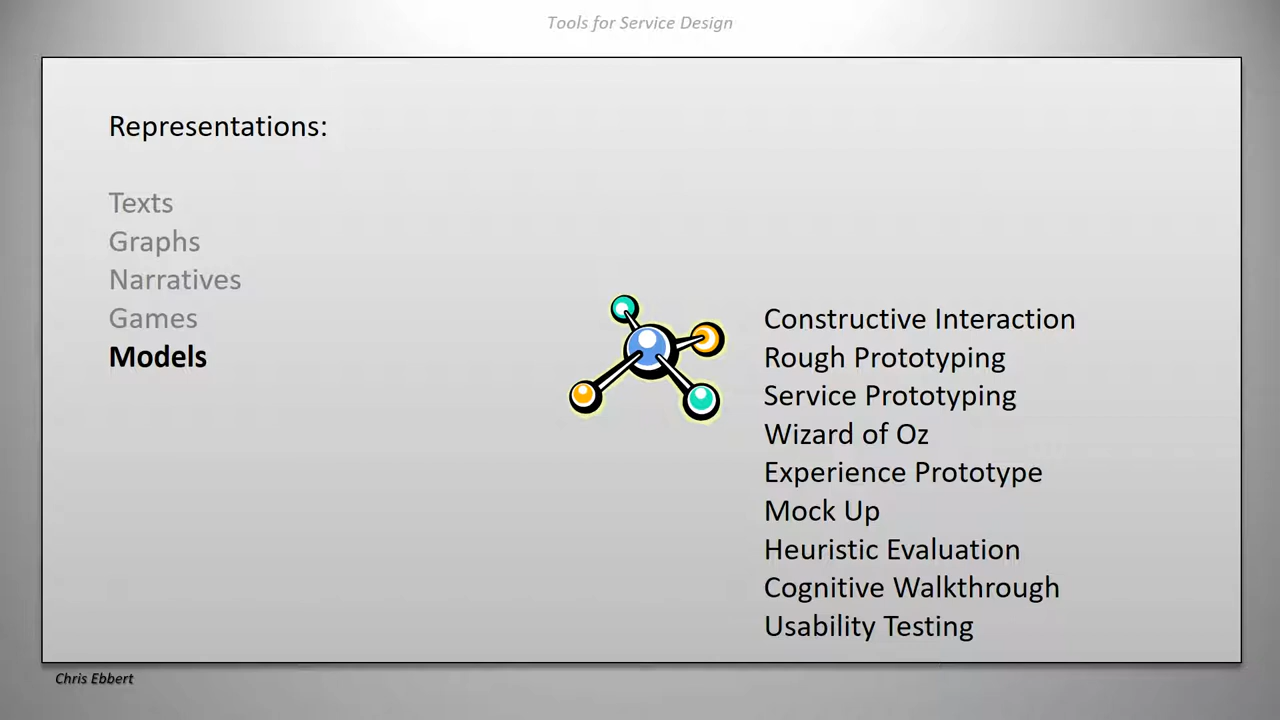 Tools for Service Design
Representations:
Texts
Graphs
Narratives
Games
Models
Constructive Interaction
Rough Prototyping
Service Prototyping
Wizard of Oz
Experience Prototype
Mock Up
Heuristic Evaluation
Cognitive Walkthrough
Usability Testing
Chris Ebbert